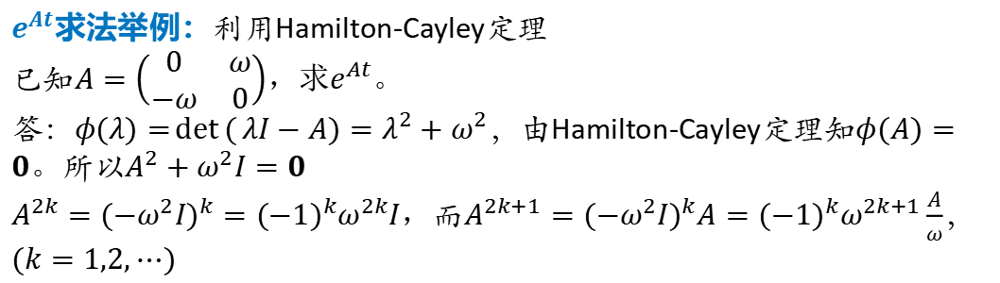 $e^{At}$求法举例：利用Hamilton-Cayley定理
已知$A = \begin{pmatrix} 0 & \omega \\ -\omega & 0 \end{pmatrix}$，求$e^{At}$。
答：$\phi(\lambda) = \det(\lambda I - A) = \lambda^2 + \omega^2$，由Hamilton-Cayley定理知$\phi(A) =$
$\mathbf{0}$。所以$A^2 + \omega^2 I = \mathbf{0}$
$A^{2k} = (-\omega^2 I)^k = (-1)^k \omega^{2k} I$，而$A^{2k+1} = (-\omega^2 I)^k A = (-1)^k \omega^{2k+1} \frac{A}{\omega}$,
$(k = 1,2,\cdots)$